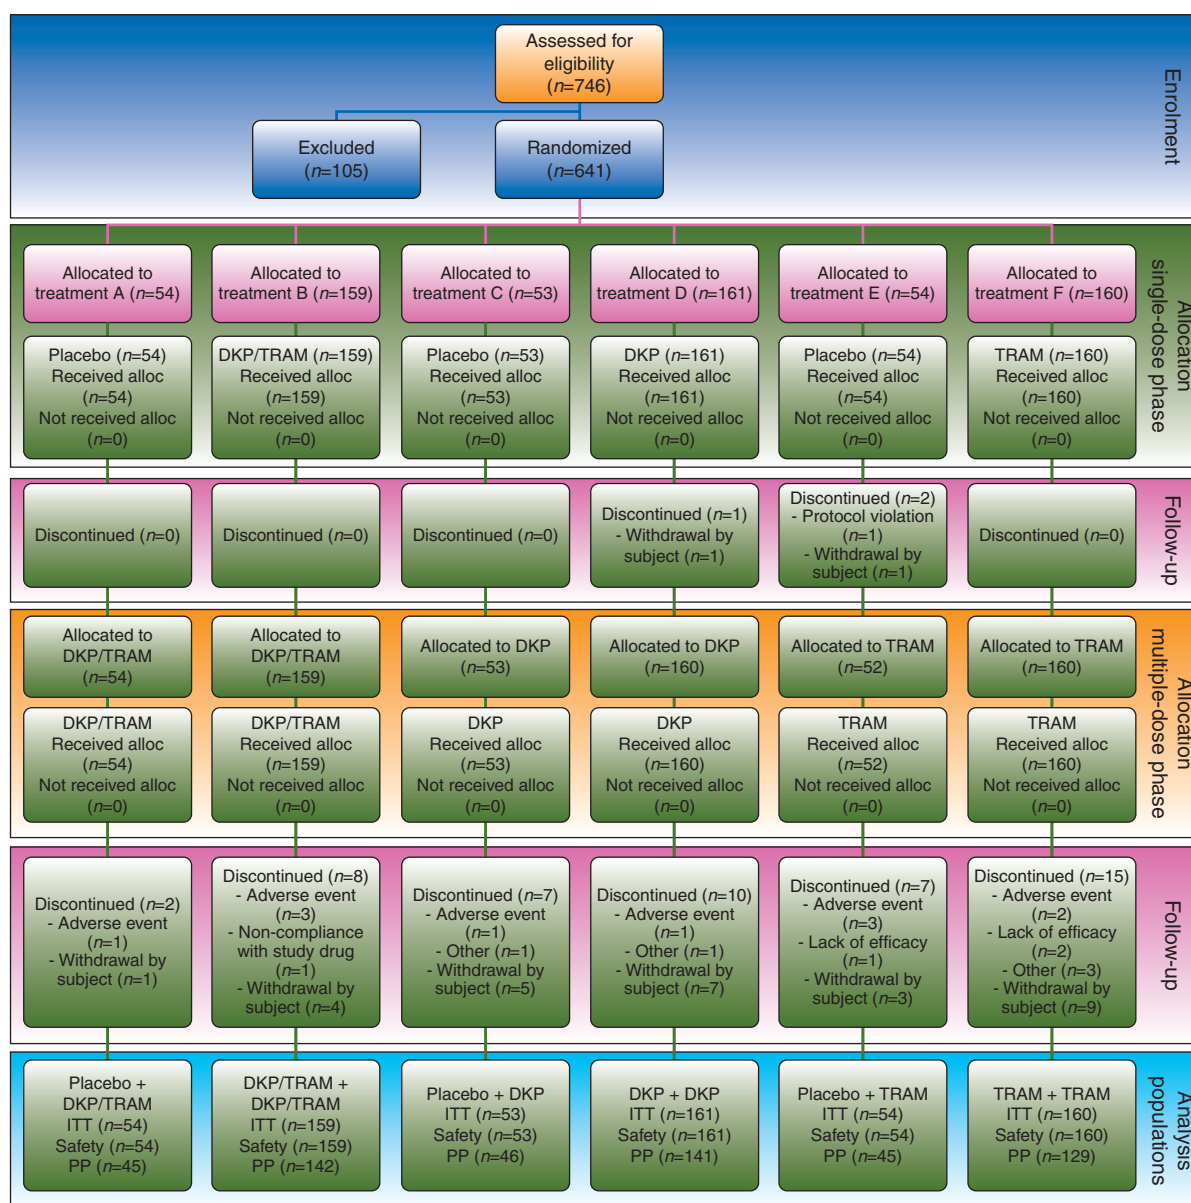 Assessed for
eligibility
(n=746)
Enrolment
Excluded
(n=105)
Randomized
(n=641)
Allocation
single-dose phase
Allocated to
treatment A (n=54)
Allocated to
treatment B (n=159)
Allocated to
treatment C (n=53)
Allocated to
treatment D (n=161)
Allocated to
treatment E (n=54)
Allocated to
treatment F (n=160)
Placebo (n=54)
Received alloc
(n=54)
Not received alloc
(n=0)
DKP/TRAM (n=159)
Received alloc
(n=159)
Not received alloc
(n=0)
Placebo (n=53)
Received alloc
(n=53)
Not received alloc
(n=0)
DKP (n=161)
Received alloc
(n=161)
Not received alloc
(n=0)
Placebo (n=54)
Received alloc
(n=54)
Not received alloc
(n=0)
TRAM (n=160)
Received alloc
(n=160)
Not received alloc
(n=0)
Follow-up
Discontinued (n=0)
Discontinued (n=0)
Discontinued (n=0)
Discontinued (n=1)
- Withdrawal by
subject (n=1)
Discontinued (n=2)
- Protocol violation
(n=1)
- Withdrawal by
subject (n=1)
Discontinued (n=0)
Allocation
multiple-dose phase
Allocated to
DKP/TRAM
(n=54)
Allocated to
DKP/TRAM
(n=159)
Allocated to DKP
(n=53)
Allocated to DKP
(n=160)
Allocated to TRAM
(n=52)
Allocated to TRAM
(n=160)
DKP/TRAM
Received alloc
(n=54)
Not received alloc
(n=0)
DKP/TRAM
Received alloc
(n=159)
Not received alloc
(n=0)
DKP
Received alloc
(n=53)
Not received alloc
(n=0)
DKP
Received alloc
(n=160)
Not received alloc
(n=0)
TRAM
Received alloc
(n=52)
Not received alloc
(n=0)
TRAM
Received alloc
(n=160)
Not received alloc
(n=0)
Follow-up
Discontinued (n=2)
- Adverse event
(n=1)
- Withdrawal by
subject (n=1)
Discontinued (n=8)
- Adverse event
(n=3)
- Non-compliance
with study drug
(n=1)
- Withdrawal by
subject (n=4)
Discontinued (n=7)
- Adverse event
(n=1)
- Other (n=1)
- Withdrawal by
subject (n=5)
Discontinued (n=10)
- Adverse event
(n=1)
- Other (n=1)
- Withdrawal by
subject (n=7)
Discontinued (n=7)
- Adverse event
(n=3)
- Lack of efficacy
(n=1)
- Withdrawal by
subject (n=3)
Discontinued (n=15)
- Adverse event
(n=2)
- Lack of efficacy
(n=2)
- Other (n=3)
- Withdrawal by
subject (n=9)
Analysis
populations
Placebo +
DKP/TRAM
ITT (n=54)
Safety (n=54)
PP (n=45)
DKP/TRAM +
DKP/TRAM
ITT (n=159)
Safety (n=159)
PP (n=142)
Placebo + DKP
ITT (n=53)
Safety (n=53)
PP (n=46)
DKP + DKP
ITT (n=161)
Safety (n=161)
PP (n=141)
Placebo + TRAM
ITT (n=54)
Safety (n=54)
PP (n=45)
TRAM + TRAM
ITT (n=160)
Safety (n=160)
PP (n=129)